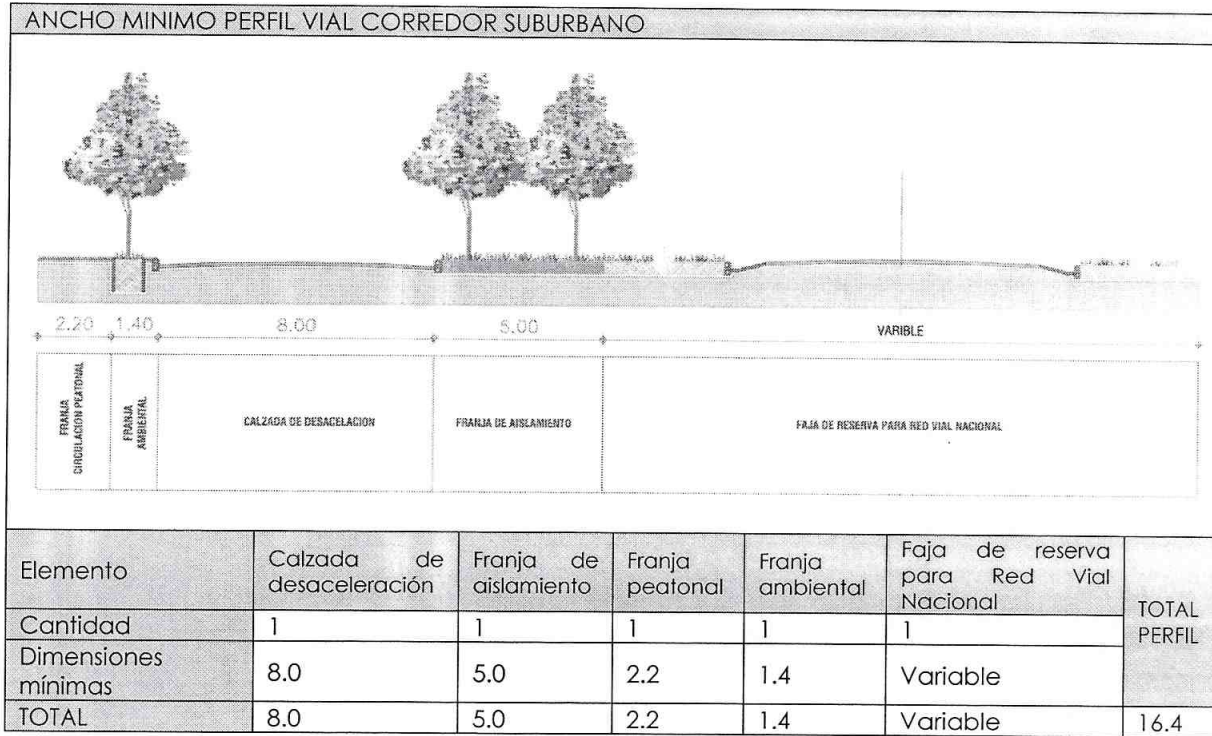 ANCHO MINIMO PERFIL VIAL CORREDOR SUBURBANO
2.20 1.40 8.00 5.00 VARIBLE
FRANJA
CIRCULACION PEATONAL
FRANJA
AMBIENTAL
CALZADA DE DESACELACION
FRANJA DE AISLAMIENTO
FAJA DE RESERVA PARA RED VIAL NACIONAL
Elemento
Calzada de
desaceleración
Franja de
aislamiento
Franja
peatonal
Franja
ambiental
Faja de reserva
para Red Vial
Nacional
TOTAL
PERFIL
Cantidad 1 1 1 1 1
Dimensiones
mínimas
8.0 5.0 2.2 1.4 Variable
TOTAL 8.0 5.0 2.2 1.4 Variable 16.4